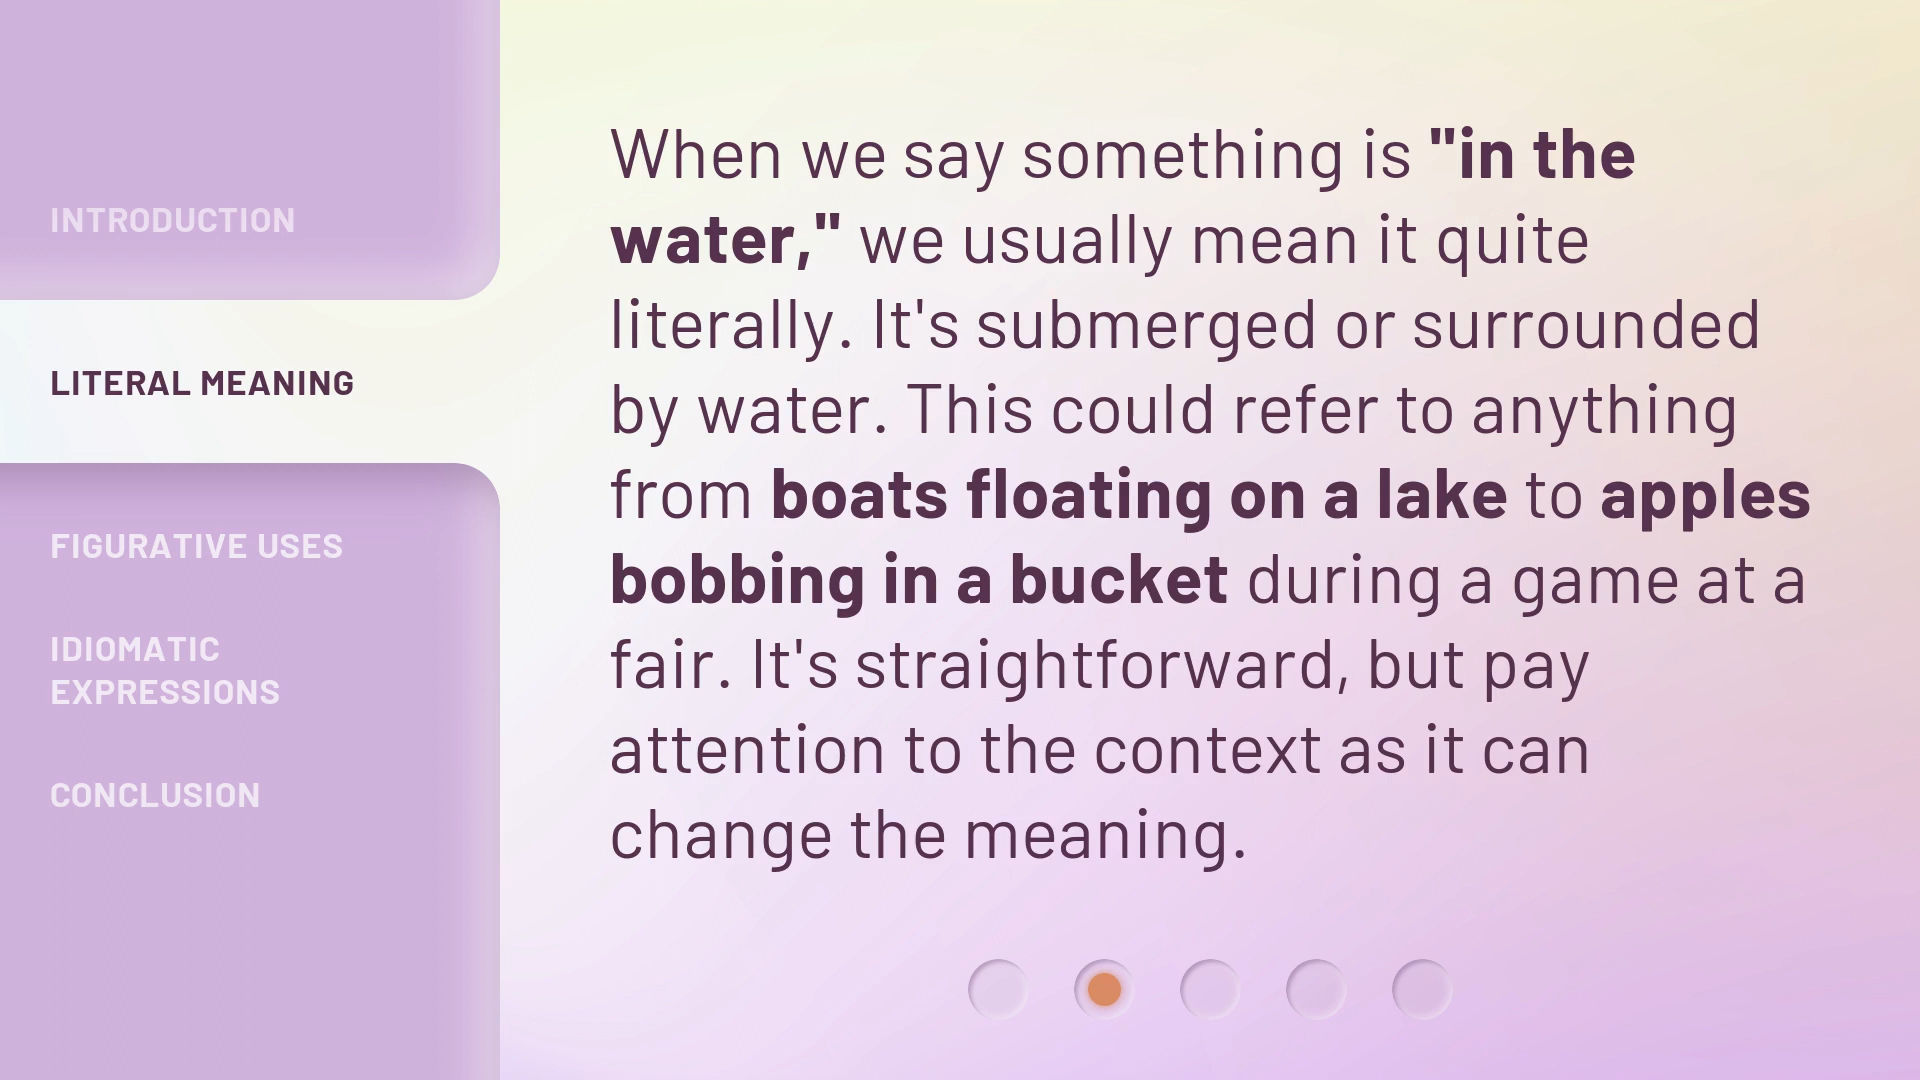 INTRODUCTION
LITERAL MEANING
FIGURATIVE USES
IDIOMATIC
EXPRESSIONS
CONCLUSION
When we say something is "in the
water," we usually mean it quite
literally. It's submerged or surrounded
by water. This could refer to anything
from boats floating on a lake to apples
bobbing in a bucket during a game at a
fair. It's straightforward, but pay
attention to the context as it can
change the meaning.